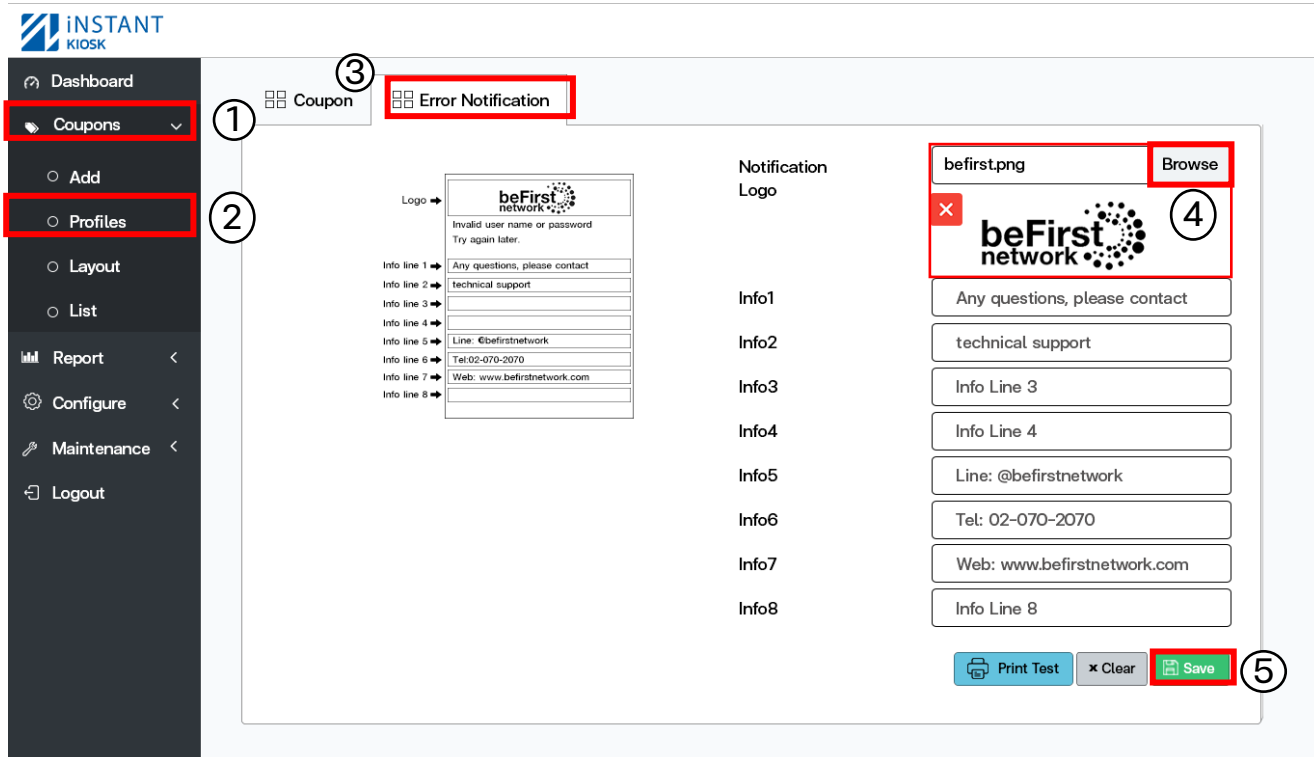 iNSTANT
KIOSK
Dashboard
Coupons
Add
Profiles
Layout
List
Report
Configure
Maintenance
Logout
1
2
3
Coupon
Error Notification
Logo
beFirst
network
Invalid user name or password
Try again later.
Info line 1
Any questions, please contact
Info line 2
technical support
Info line 3
Info line 4
Info line 5
Line: @befirstnetwork
Info line 6
Tel:02-070-2070
Info line 7
Web: www.befirstnetwork.com
Info line 8
Notification
Logo
befirst.png
Browse
4
beFirst
network
Info1
Any questions, please contact
Info2
technical support
Info3
Info Line 3
Info4
Info Line 4
Info5
Line: @befirstnetwork
Info6
Tel: 02-070-2070
Info7
Web: www.befirstnetwork.com
Info8
Info Line 8
Print Test
× Clear
Save
5